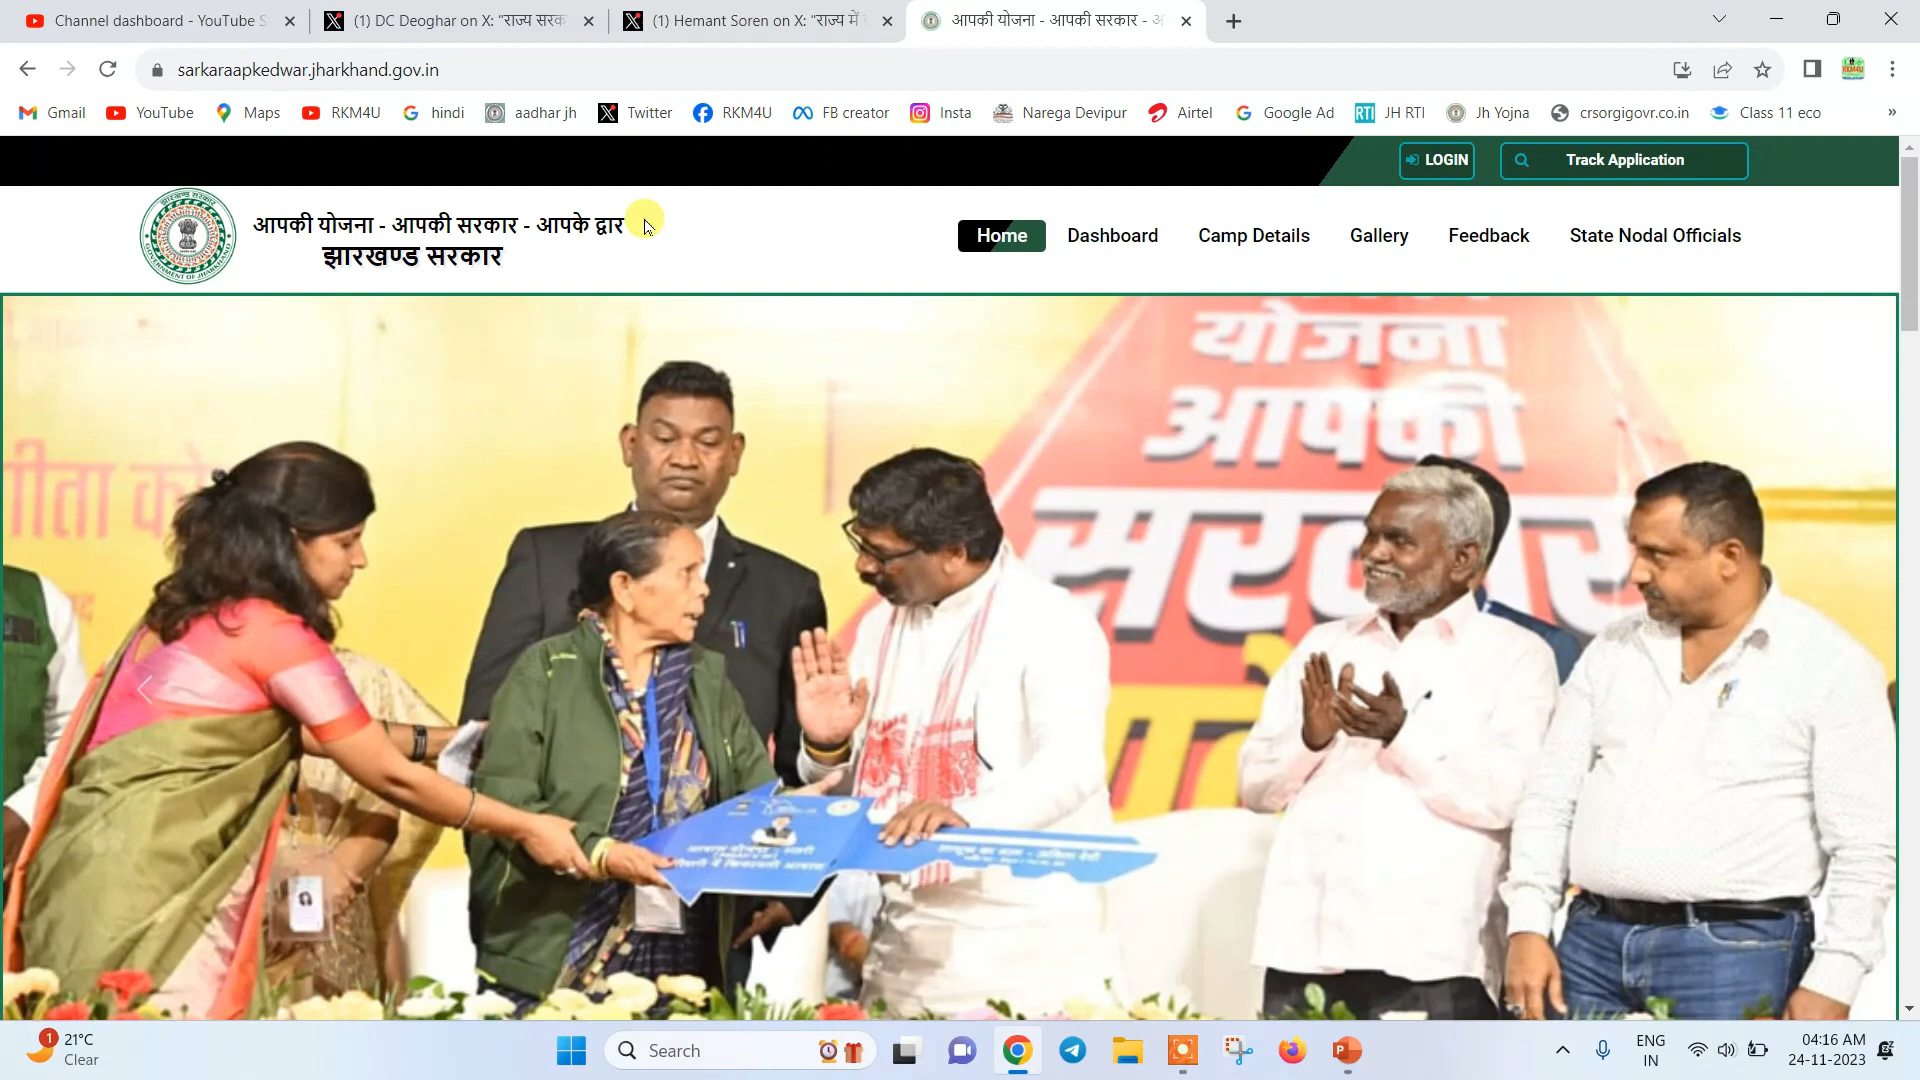 Channel dashboard - YouTube S
(1) DC Deoghar on X: "राज्य सरक
(1) Hemant Soren on X: "राज्य में
आपकी योजना - आपकी सरकार - अ
sarkaraapkedwar.jharkhand.gov.in
Gmail YouTube Maps RKM4U hindi aadhar jh Twitter RKM4U FB creator Insta Narega Devipur Airtel Google Ad RTI JH RTI Jh Yojna crsorgigovr.co.in Class 11 eco »
LOGIN Track Application
आपकी योजना - आपकी सरकार - आपके द्वार
झारखण्ड सरकार
Home Dashboard Camp Details Gallery Feedback State Nodal Officials
योजना
आपकी
सरकार
1 21°C
Clear
Search
ENG
IN
04:16 AM
24-11-2023